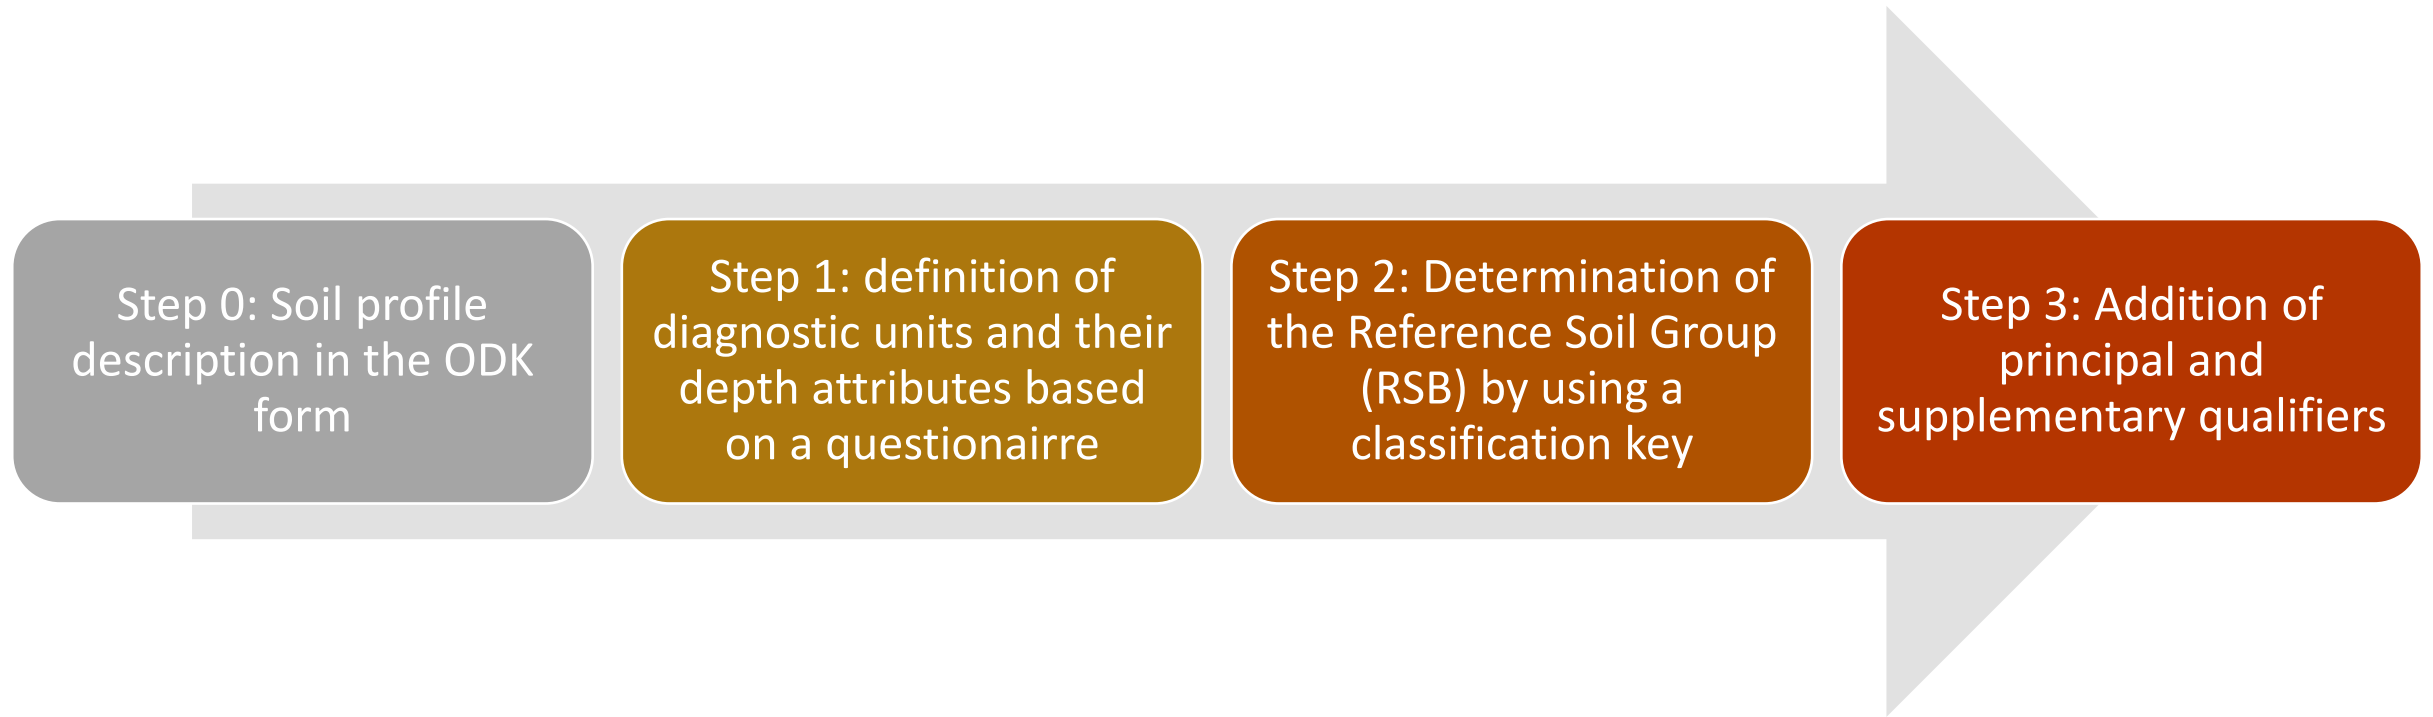 Step 0: Soil profile
description in the ODK
form
Step 1: definition of
diagnostic units and their
depth attributes based
on a questionairre
Step 2: Determination of
the Reference Soil Group
(RSB) by using a
classification key
Step 3: Addition of
principal and
supplementary qualifiers